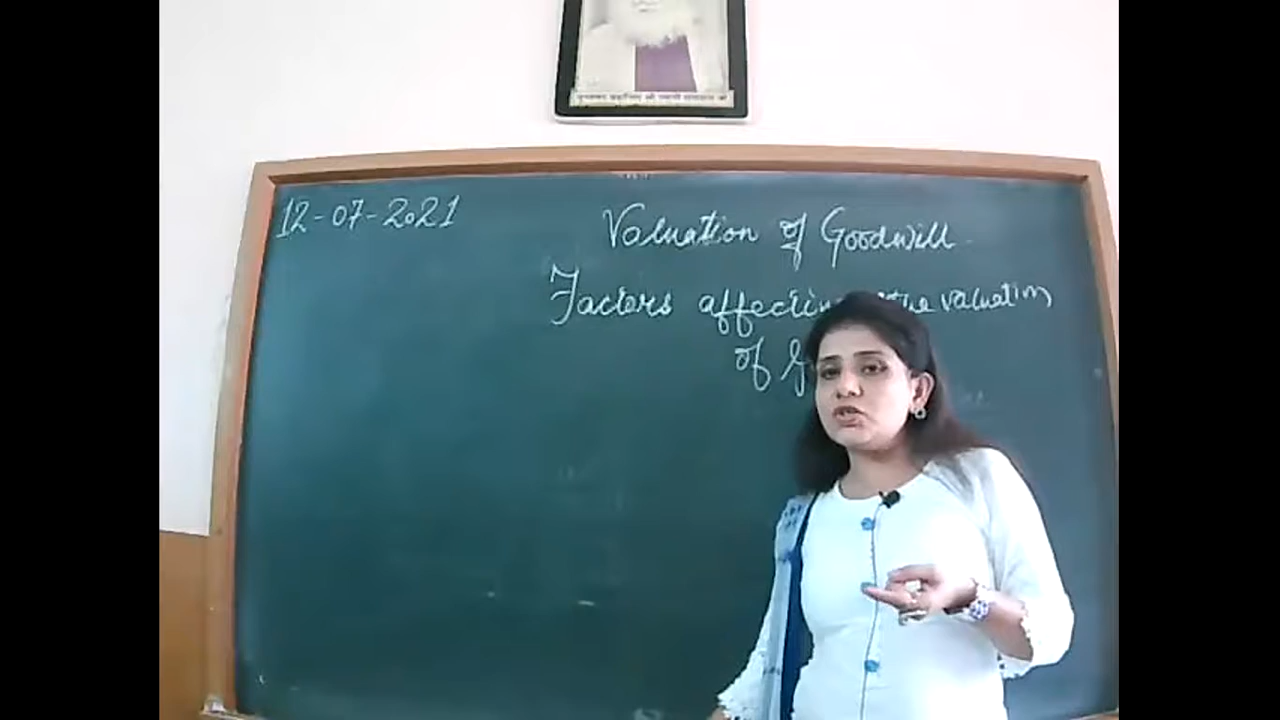 12-07-2021
Valuation of Goodwill
Factors affecting the valuation
of G